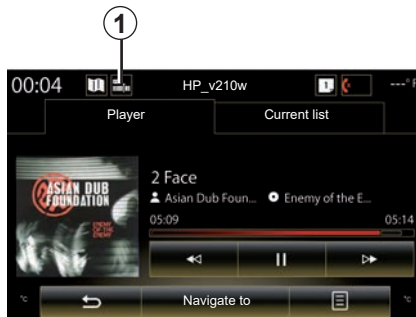 1
00:04 HP_v210w 1 ---°F
Player Current list
ASIAN DUB
FOUNDATION
ENEMY
OF THE
ENEMY
2 Face
Asian Dub Foun... Enemy of the E...
05:09 05:14
°C Navigate to °C